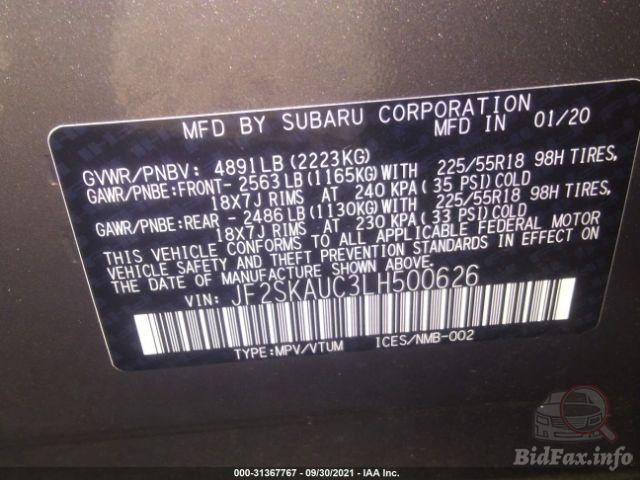 MFD BY SUBARU CORPORATION
MFD IN 01/20
GVWR/PNBV: 4891LB (2223KG)
GAWR/PNBE:FRONT- 2563LB (1165KG)WITH 225/55R18 98H TIRES,
18X7J RIMS AT 240 KPA (35 PSI)COLD
GAWR/PNBE:REAR - 2486LB (1130KG)WITH 225/55R18 98H TIRES,
18X7J RIMS AT 230 KPA (33 PSI)COLD
THIS VEHICLE CONFORMS TO ALL APPLICABLE FEDERAL MOTOR
VEHICLE SAFETY AND THEFT PREVENTION STANDARDS IN EFFECT ON
THE DATE OF MANUFACTURE SHOWN ABOVE.
VIN: JF2SKAUC3LH500626
TYPE:MPV/VTUM ICES/NMB-002
BidFax.info
000-31367767 - 09/30/2021 - IAA Inc.